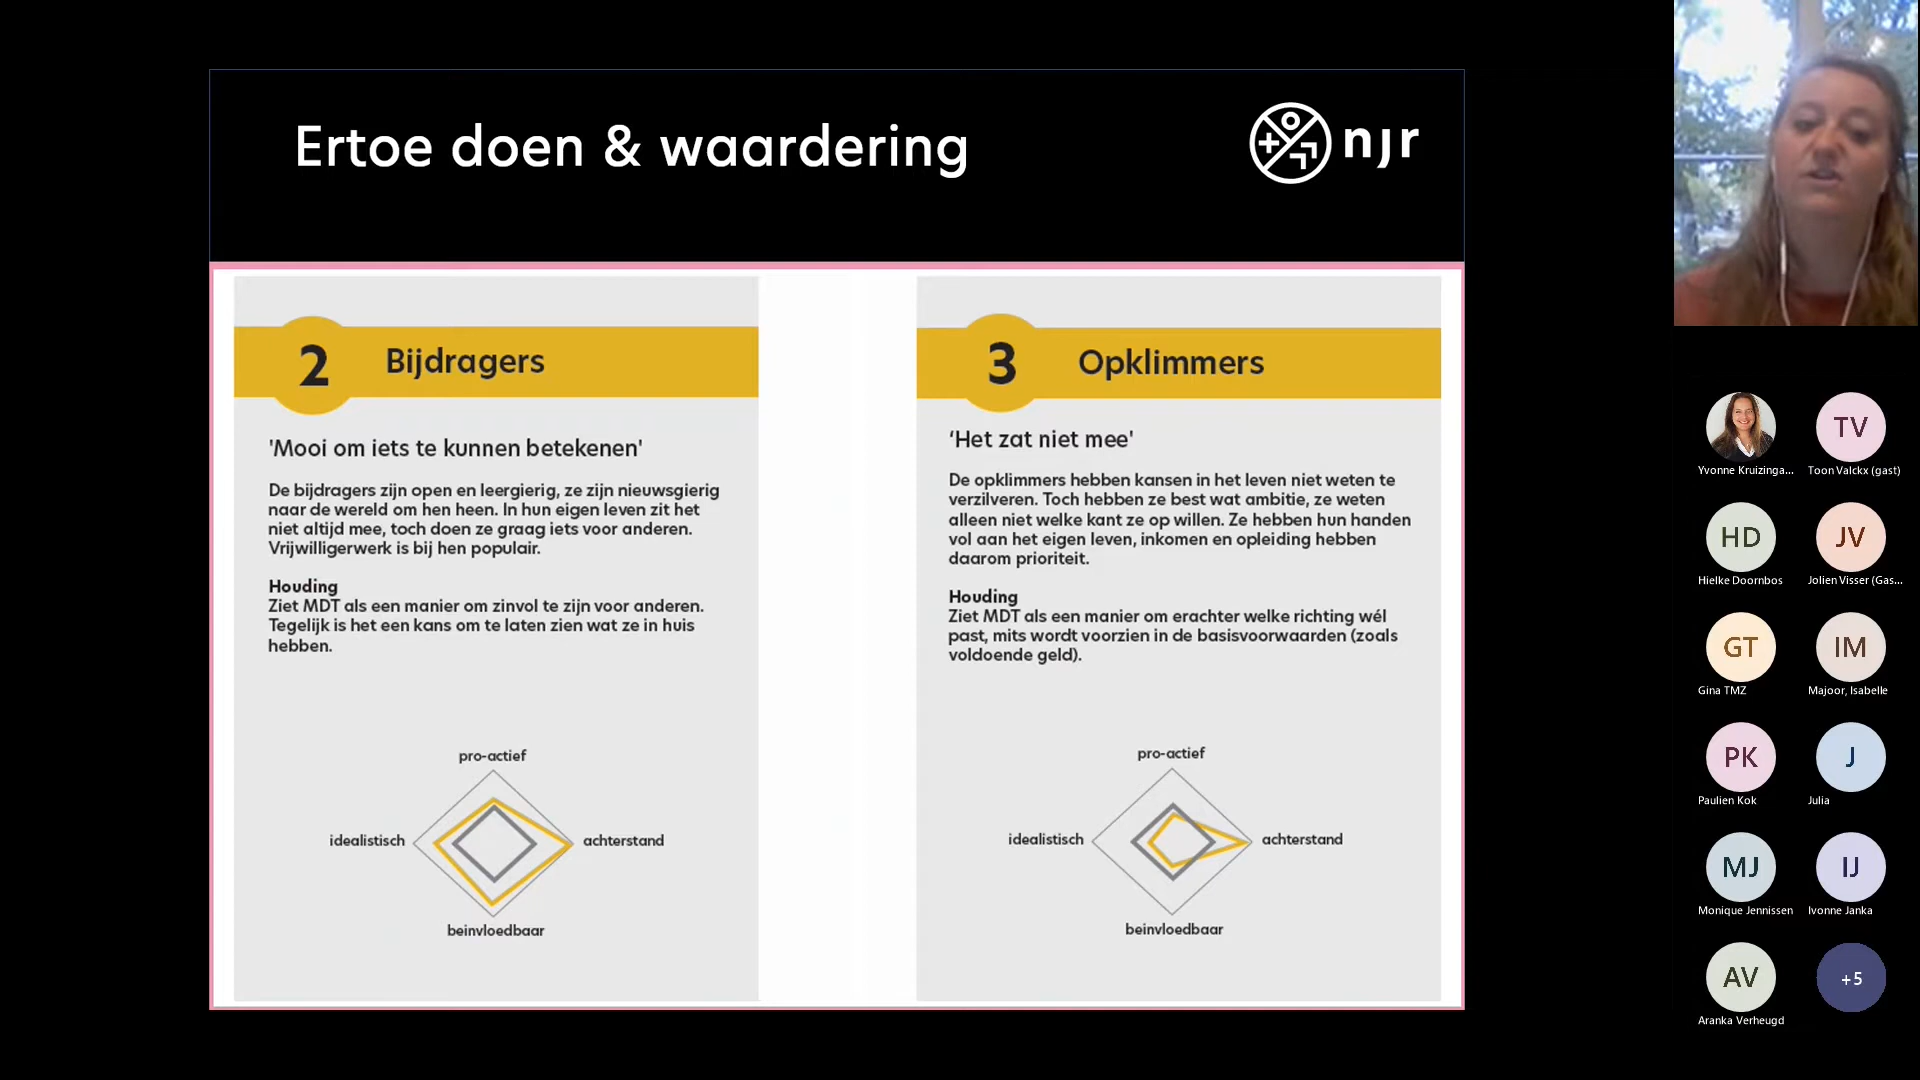 Ertoe doen & waardering
njr
2 Bijdragers
'Mooi om iets te kunnen betekenen'
De bijdragers zijn open en leergierig, ze zijn nieuwsgierig
naar de wereld om hen heen. In hun eigen leven zit het
niet altijd mee, toch doen ze graag iets voor anderen.
Vrijwilligerwerk is bij hen populair.
Houding
Ziet MDT als een manier om zinvol te zijn voor anderen.
Tegelijk is het een kans om te laten zien wat ze in huis
hebben.
pro-actief
idealistisch
achterstand
beinvloedbaar
3 Opklimmers
‘Het zat niet mee'
De opklimmers hebben kansen in het leven niet weten te
verzilveren. Toch hebben ze best wat ambitie, ze weten
alleen niet welke kant ze op willen. Ze hebben hun handen
vol aan het eigen leven, inkomen en opleiding hebben
daarom prioriteit.
Houding
Ziet MDT als een manier om erachter welke richting wél
past, mits wordt voorzien in de basisvoorwaarden (zoals
voldoende geld).
pro-actief
idealistisch
achterstand
beinvloedbaar
Yvonne Kruizinga...
TV
Toon Valckx (gast)
HD
Hielke Doornbos
JV
Jolien Visser (Gas...
GT
Gina TMZ
IM
Majoor, Isabelle
PK
Paulien Kok
J
Julia
MJ
Monique Jennissen
IJ
Ivonne Janka
AV
Aranka Verheugd
+5